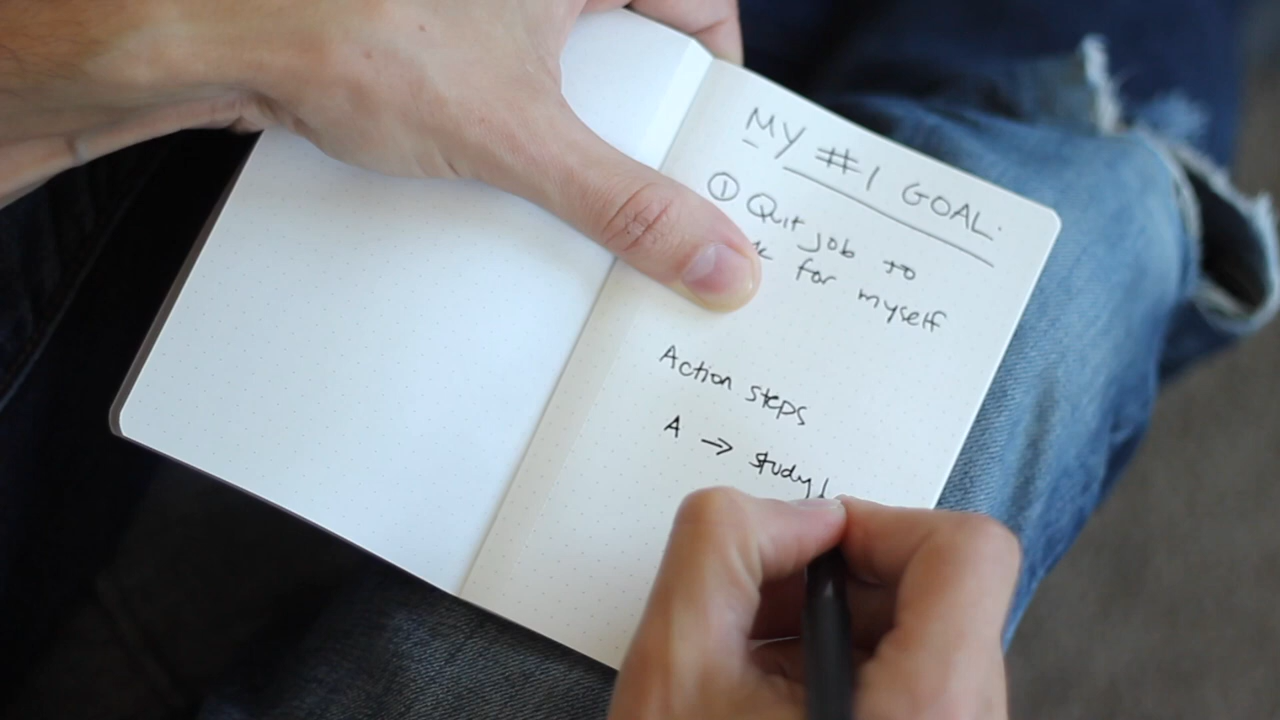 MY #1 GOAL.
① Quit job to
for myself
Action steps
A → study